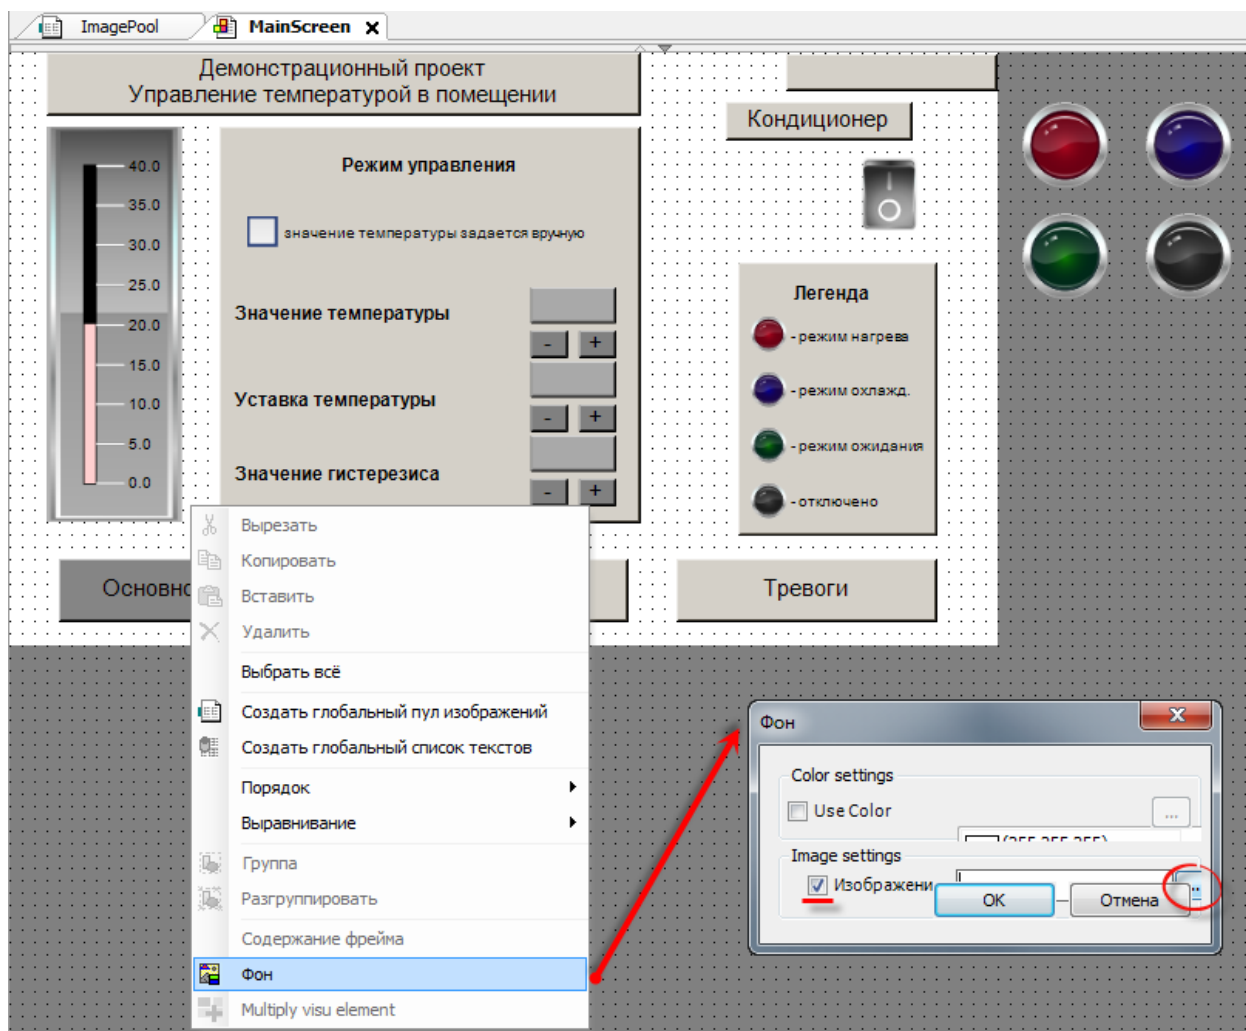 ImagePool
MainScreen
Демонстрационный проект
Управление температурой в помещении
Кондиционер
40.0
35.0
30.0
25.0
20.0
15.0
10.0
5.0
0.0
Режим управления
значение температуры задается вручную
Значение температуры
- +
Уставка температуры
- +
Значение гистерезиса
- +
Легенда
- режим нагрева
- режим охлажд.
- режим ожидания
- отключено
Основно
Тревоги
Вырезать
Копировать
Вставить
Удалить
Выбрать всё
Создать глобальный пул изображений
Создать глобальный список текстов
Порядок
Выравнивание
Группа
Разгруппировать
Содержание фрейма
Фон
Multiply visu element
Фон
Color settings
Use Color
...
Image settings
Изображени
OK
Отмена